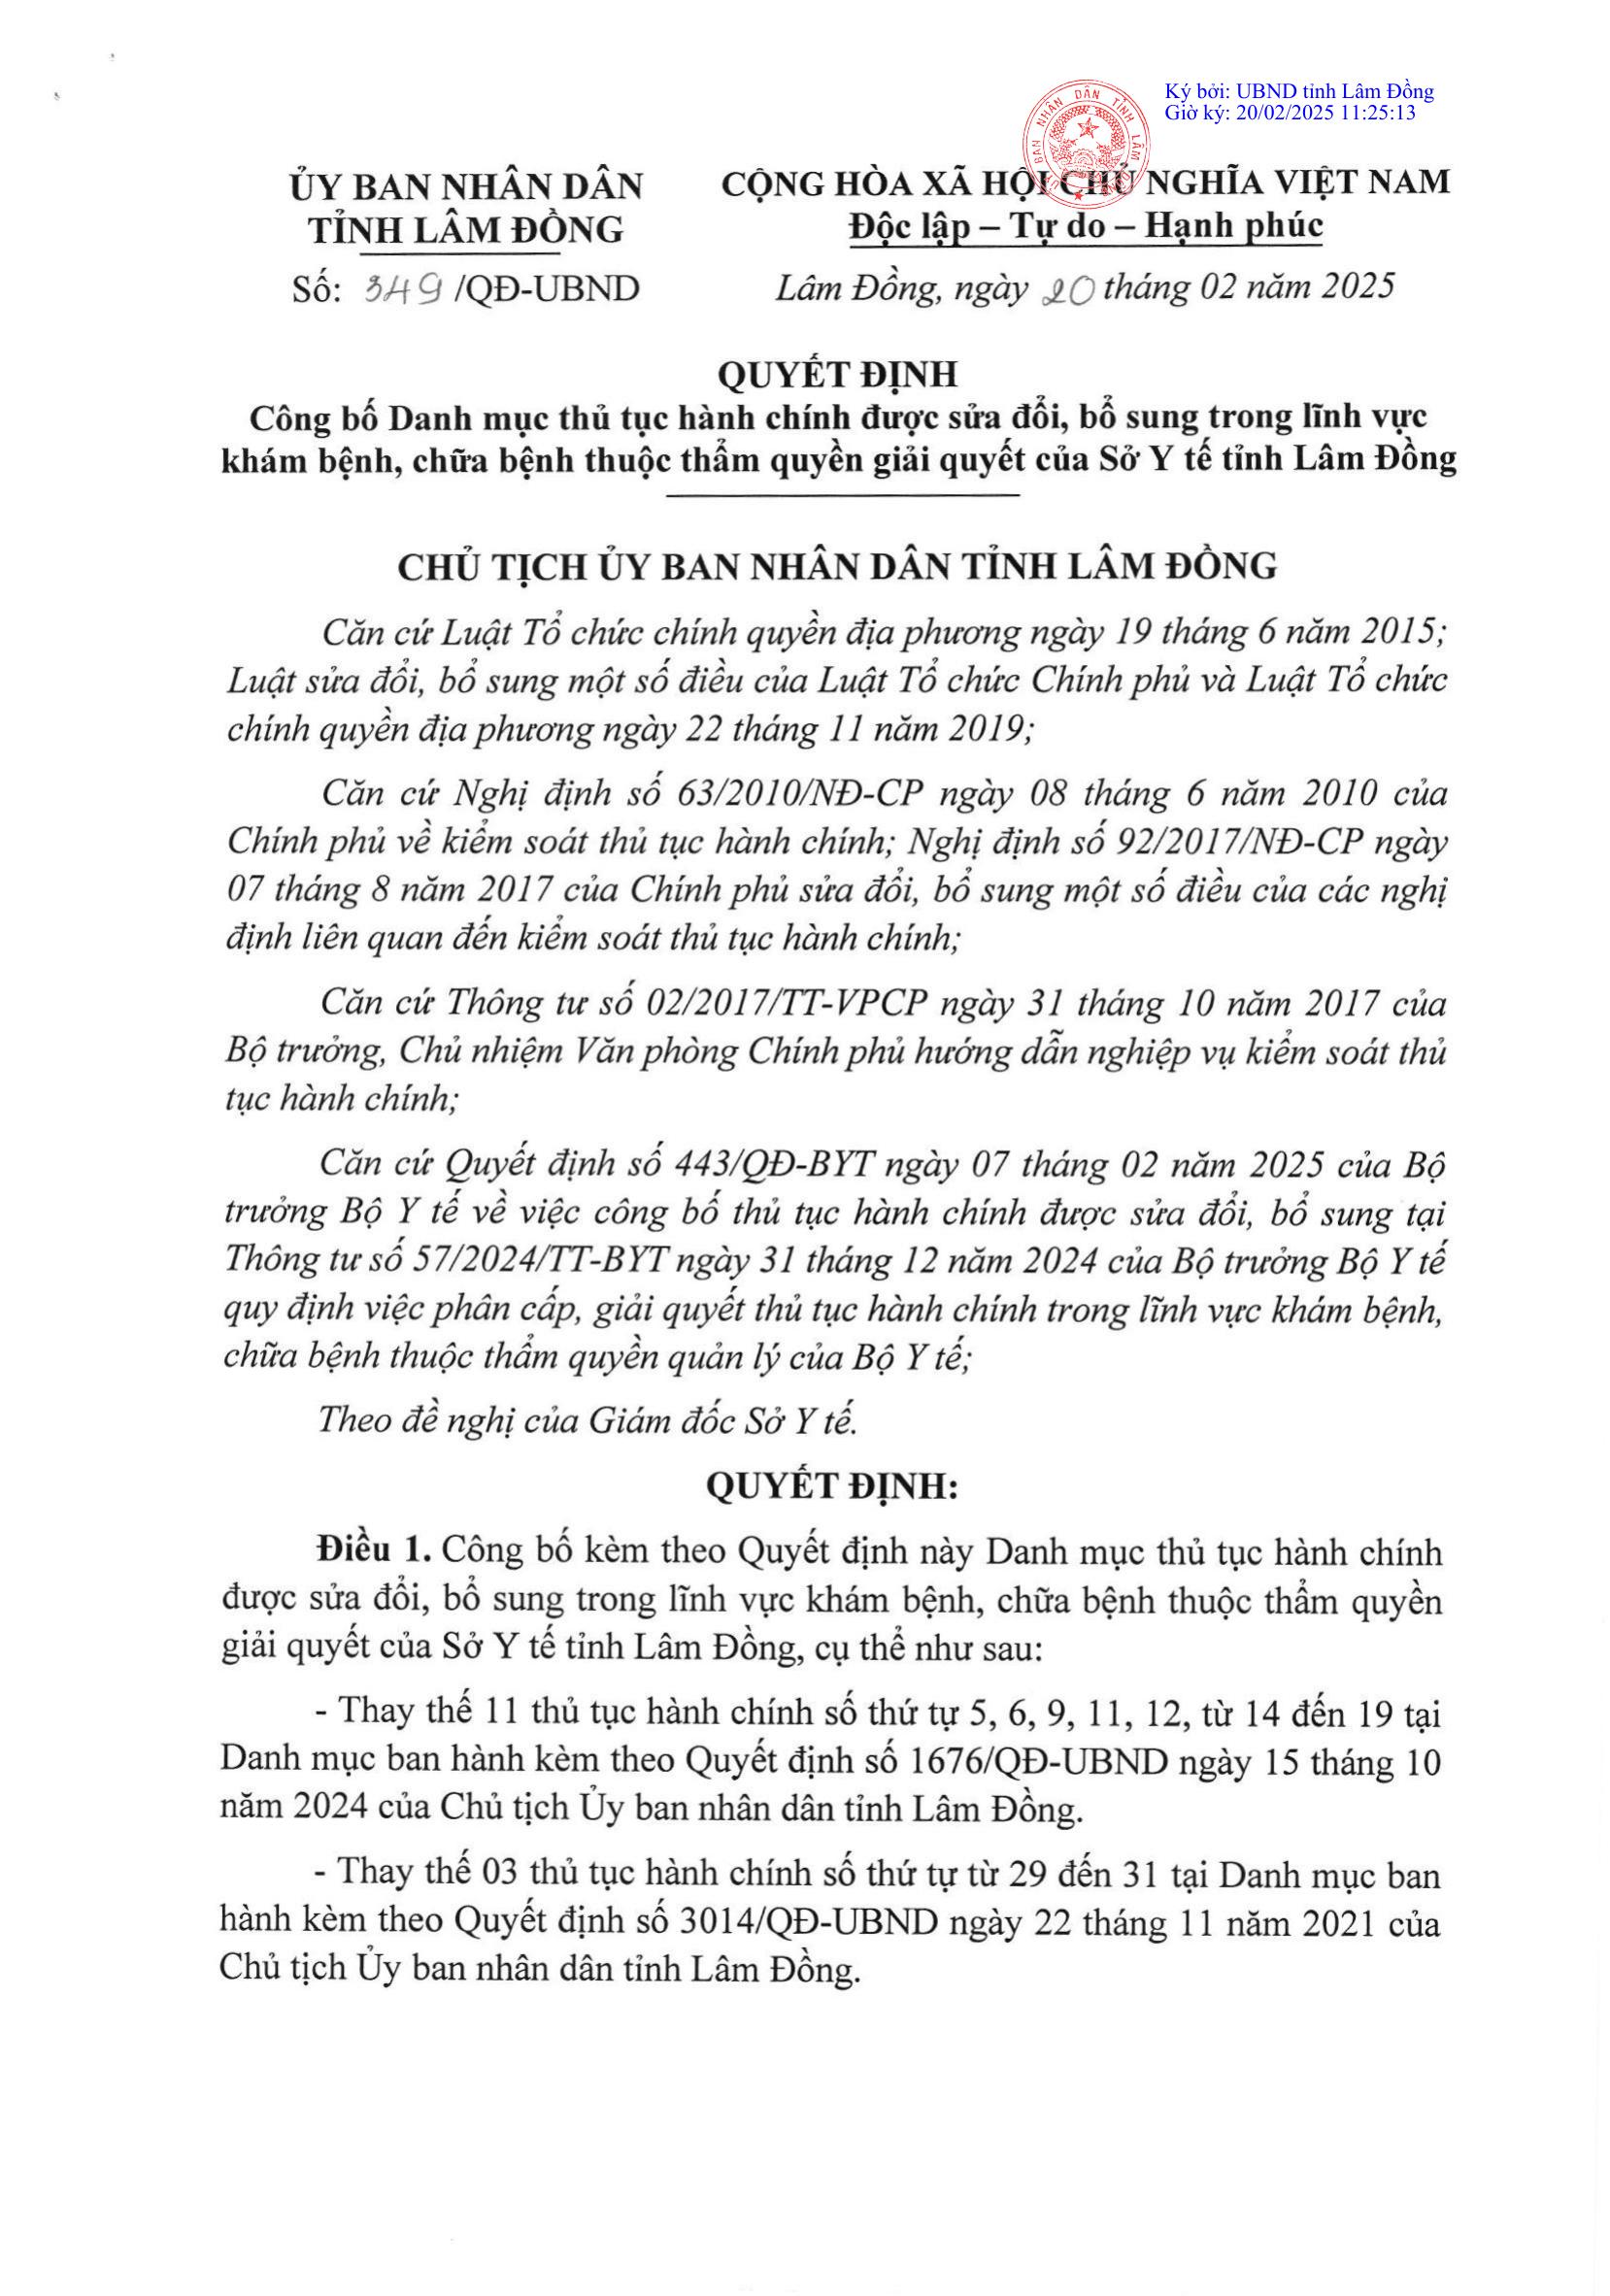 Ký bởi: UBND tỉnh Lâm Đồng
Giờ ký: 20/02/2025 11:25:13
ỦY BAN NHÂN DÂN
TỈNH LÂM ĐỒNG
Số: 349 /QĐ-UBND
CỘNG HÒA XÃ HỘI CHỦ NGHĨA VIỆT NAM
Độc lập – Tự do – Hạnh phúc
Lâm Đồng, ngày 20 tháng 02 năm 2025
QUYẾT ĐỊNH
Công bố Danh mục thủ tục hành chính được sửa đổi, bổ sung trong lĩnh vực
khám bệnh, chữa bệnh thuộc thẩm quyền giải quyết của Sở Y tế tỉnh Lâm Đồng
CHỦ TỊCH ỦY BAN NHÂN DÂN TỈNH LÂM ĐỒNG
Căn cứ Luật Tổ chức chính quyền địa phương ngày 19 tháng 6 năm 2015;
Luật sửa đổi, bổ sung một số điều của Luật Tổ chức Chính phủ và Luật Tổ chức
chính quyền địa phương ngày 22 tháng 11 năm 2019;
Căn cứ Nghị định số 63/2010/NĐ-CP ngày 08 tháng 6 năm 2010 của
Chính phủ về kiểm soát thủ tục hành chính; Nghị định số 92/2017/NĐ-CP ngày
07 tháng 8 năm 2017 của Chính phủ sửa đổi, bổ sung một số điều của các nghị
định liên quan đến kiểm soát thủ tục hành chính;
Căn cứ Thông tư số 02/2017/TT-VPCP ngày 31 tháng 10 năm 2017 của
Bộ trưởng, Chủ nhiệm Văn phòng Chính phủ hướng dẫn nghiệp vụ kiểm soát thủ
tục hành chính;
Căn cứ Quyết định số 443/QĐ-BYT ngày 07 tháng 02 năm 2025 của Bộ
trưởng Bộ Y tế về việc công bố thủ tục hành chính được sửa đổi, bổ sung tại
Thông tư số 57/2024/TT-BYT ngày 31 tháng 12 năm 2024 của Bộ trưởng Bộ Y tế
quy định việc phân cấp, giải quyết thủ tục hành chính trong lĩnh vực khám bệnh,
chữa bệnh thuộc thẩm quyền quản lý của Bộ Y tế;
Theo đề nghị của Giám đốc Sở Y tế.
QUYẾT ĐỊNH:
Điều 1. Công bố kèm theo Quyết định này Danh mục thủ tục hành chính
được sửa đổi, bổ sung trong lĩnh vực khám bệnh, chữa bệnh thuộc thẩm quyền
giải quyết của Sở Y tế tỉnh Lâm Đồng, cụ thể như sau:
- Thay thế 11 thủ tục hành chính số thứ tự 5, 6, 9, 11, 12, từ 14 đến 19 tại
Danh mục ban hành kèm theo Quyết định số 1676/QĐ-UBND ngày 15 tháng 10
năm 2024 của Chủ tịch Ủy ban nhân dân tỉnh Lâm Đồng.
- Thay thế 03 thủ tục hành chính số thứ tự từ 29 đến 31 tại Danh mục ban
hành kèm theo Quyết định số 3014/QĐ-UBND ngày 22 tháng 11 năm 2021 của
Chủ tịch Ủy ban nhân dân tỉnh Lâm Đồng.